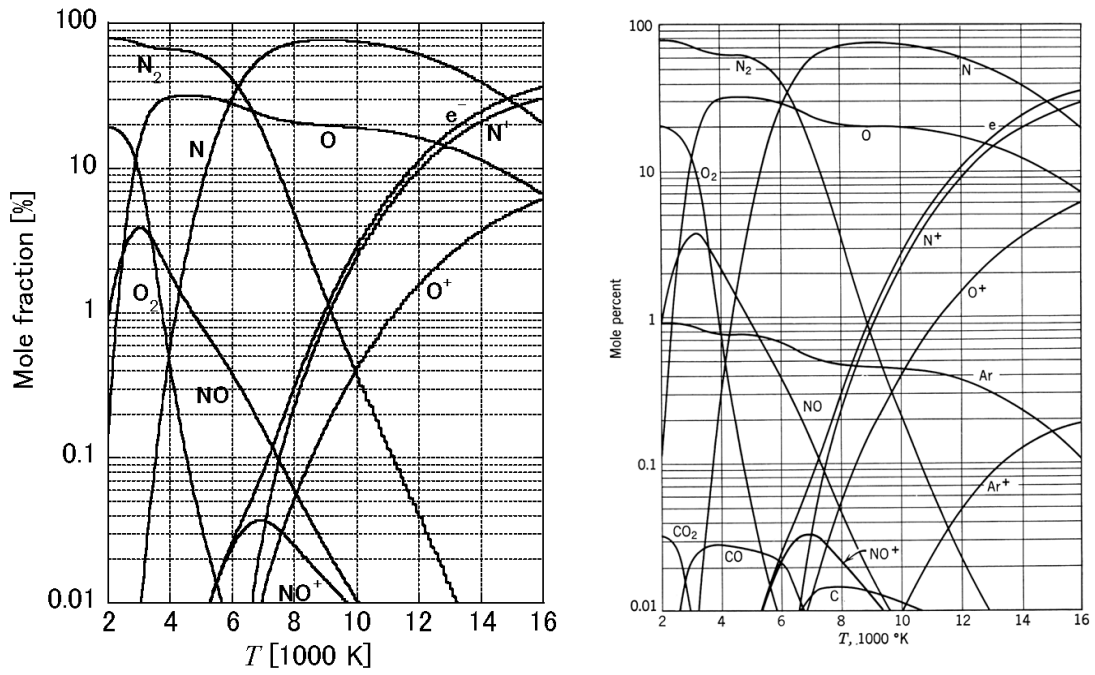 100
10
1
0.1
0.01
Mole fraction [%]
N₂
O₂
N
O
NO
NO⁺
e⁻
N⁺
O⁺
2 4 6 8 10 12 14 16
T [1000 K]
100
10
1
0.1
0.01
Mole percent
N₂
O₂
N
O
e
N⁺
O⁺
Ar
NO
Ar⁺
CO₂
CO
NO⁺
C
2 4 6 8 10 12 14 16
T, .1000 °K